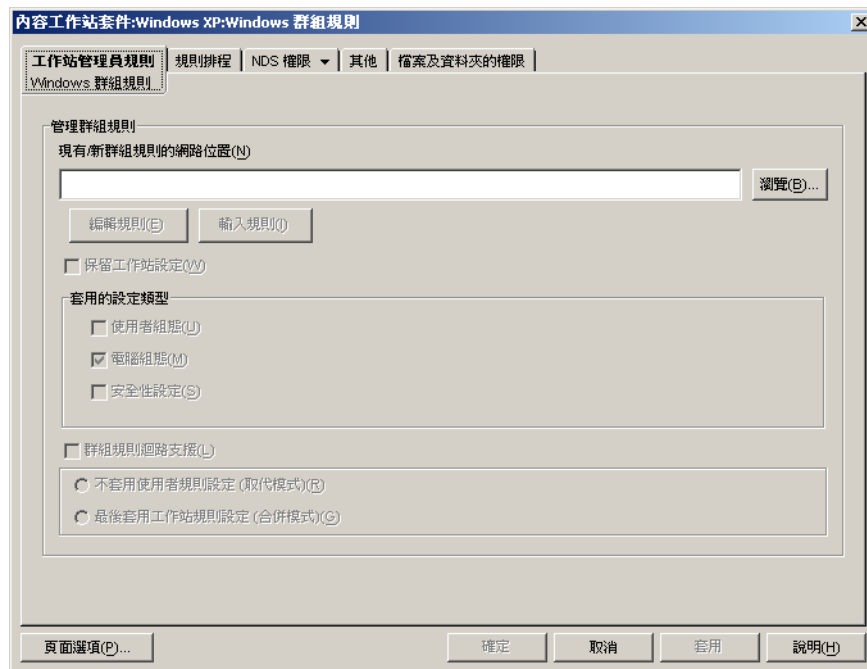 內容工作站套件:Windows XP:Windows 群組規則
工作站管理員規則 規則排程 NDS 權限 其他 檔案及資料夾的權限
Windows 群組規則
管理群組規則
現有/新群組規則的網路位置(N)
瀏覽(B)...
編輯規則(E) 輸入規則(I)
保留工作站設定(W)
套用的設定類型
使用者組態(U)
電腦組態(M)
安全性設定(S)
群組規則迴路支援(L)
不套用使用者規則設定 (取代模式)(R)
最後套用工作站規則設定 (合併模式)(G)
頁面選項(P)... 確定 取消 套用 說明(H)